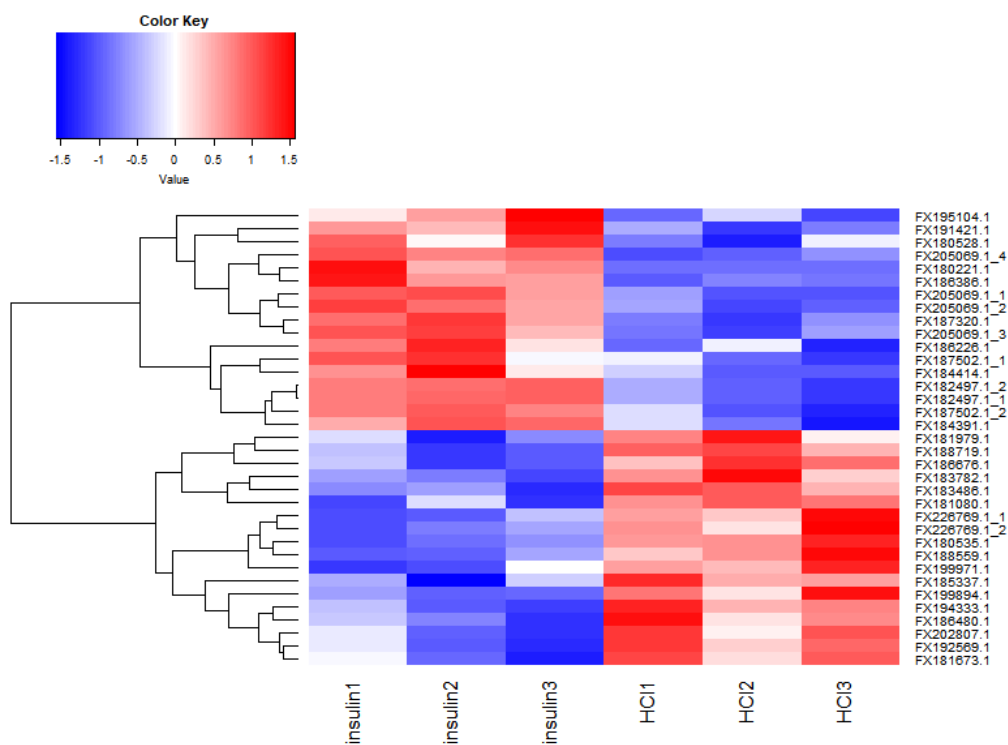 Color Key
-1.5 -1 -0.5 0 0.5 1 1.5
Value
FX195104.1
FX191421.1
FX180528.1
FX205069.1_4
FX180221.1
FX186386.1
FX205069.1_1
FX205069.1_2
FX187320.1
FX205069.1_3
FX186226.1
FX187502.1_1
FX184414.1
FX182497.1_2
FX182497.1_1
FX187502.1_2
FX184391.1
FX181979.1
FX188719.1
FX186676.1
FX183782.1
FX183486.1
FX181080.1
FX226769.1_1
FX226769.1_2
FX180535.1
FX188559.1
FX199971.1
FX185337.1
FX199894.1
FX194333.1
FX186480.1
FX202807.1
FX192569.1
FX181673.1
insulin1
insulin2
insulin3
HCl1
HCl2
HCl3